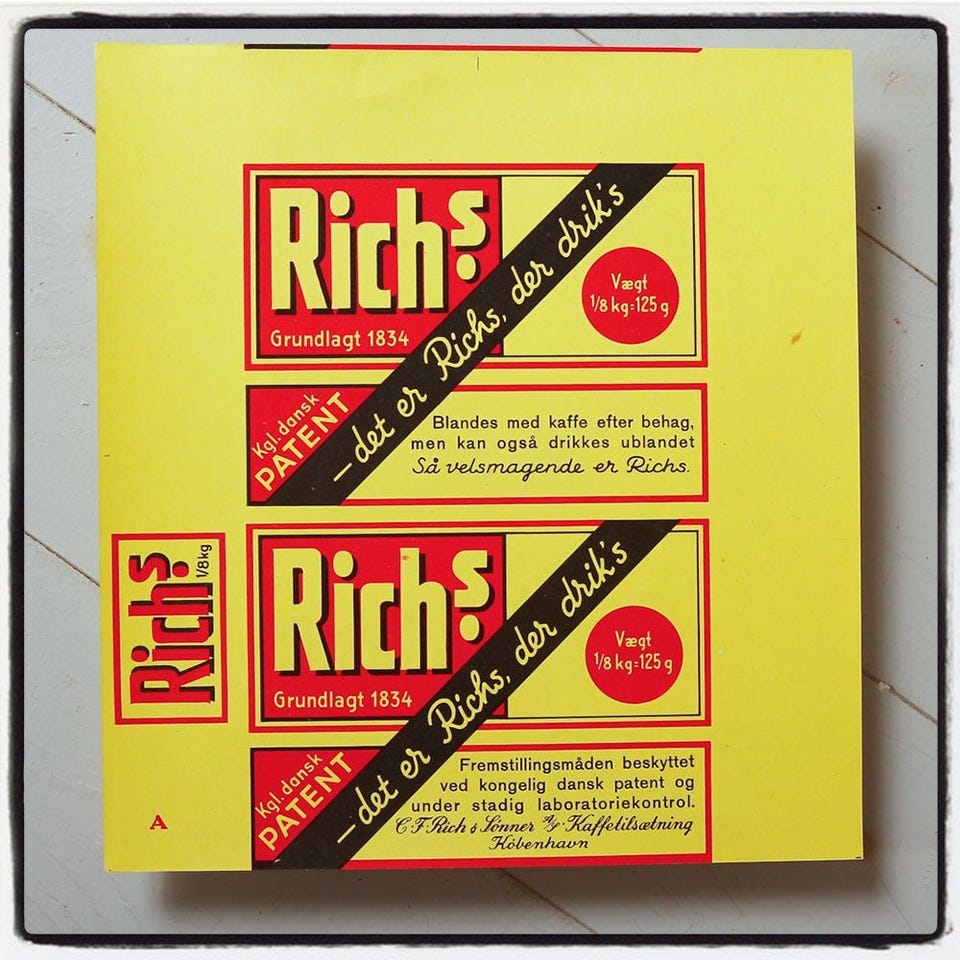 Richs.
Grundlagt 1834
– det er Richs, der drik's
Vægt
1/8 kg=125 g
Kgl. dansk
PATENT
Blandes med kaffe efter behag,
men kan også drikkes ublandet
Så velsmagende er Richs.
Richs.
1/8 kg
Richs.
Grundlagt 1834
– det er Richs, der drik's
Vægt
1/8 kg=125 g
Kgl. dansk
PATENT
Fremstillingsmåden beskyttet
ved kongelig dansk patent og
under stadig laboratoriekontrol.
C.F. Rich & Sönner A/S · Kaffetilsætning
Köbenhavn
A